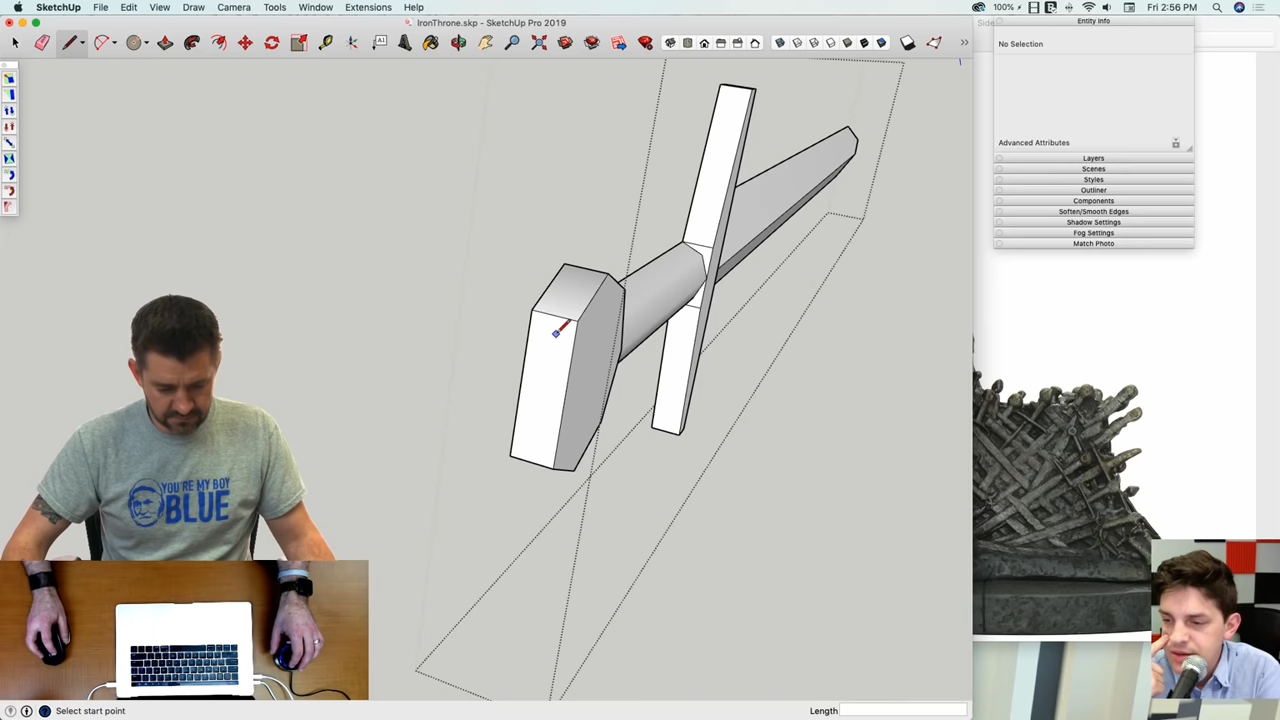 SketchUp File Edit View Draw Camera Tools Window Extensions Help 100% Fri 2:56 PM
IronThrone.skp - SketchUp Pro 2019
Side
Entity Info
No Selection
Advanced Attributes
Layers
Scenes
Styles
Outliner
Components
Soften/Smooth Edges
Shadow Settings
Fog Settings
Match Photo
A1
YOU'RE MY BOY
BLUE
Select start point
Length